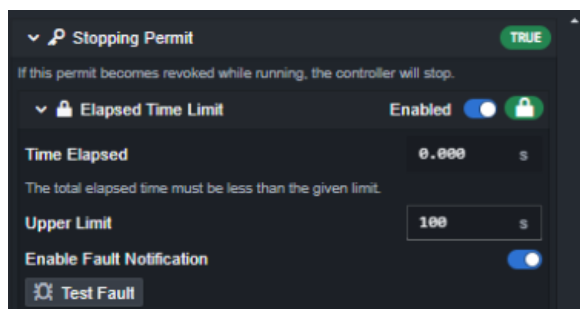 Stopping Permit TRUE
If this permit becomes revoked while running, the controller will stop.
Elapsed Time Limit Enabled
Time Elapsed 0.000 s
The total elapsed time must be less than the given limit.
Upper Limit 100 s
Enable Fault Notification
Test Fault